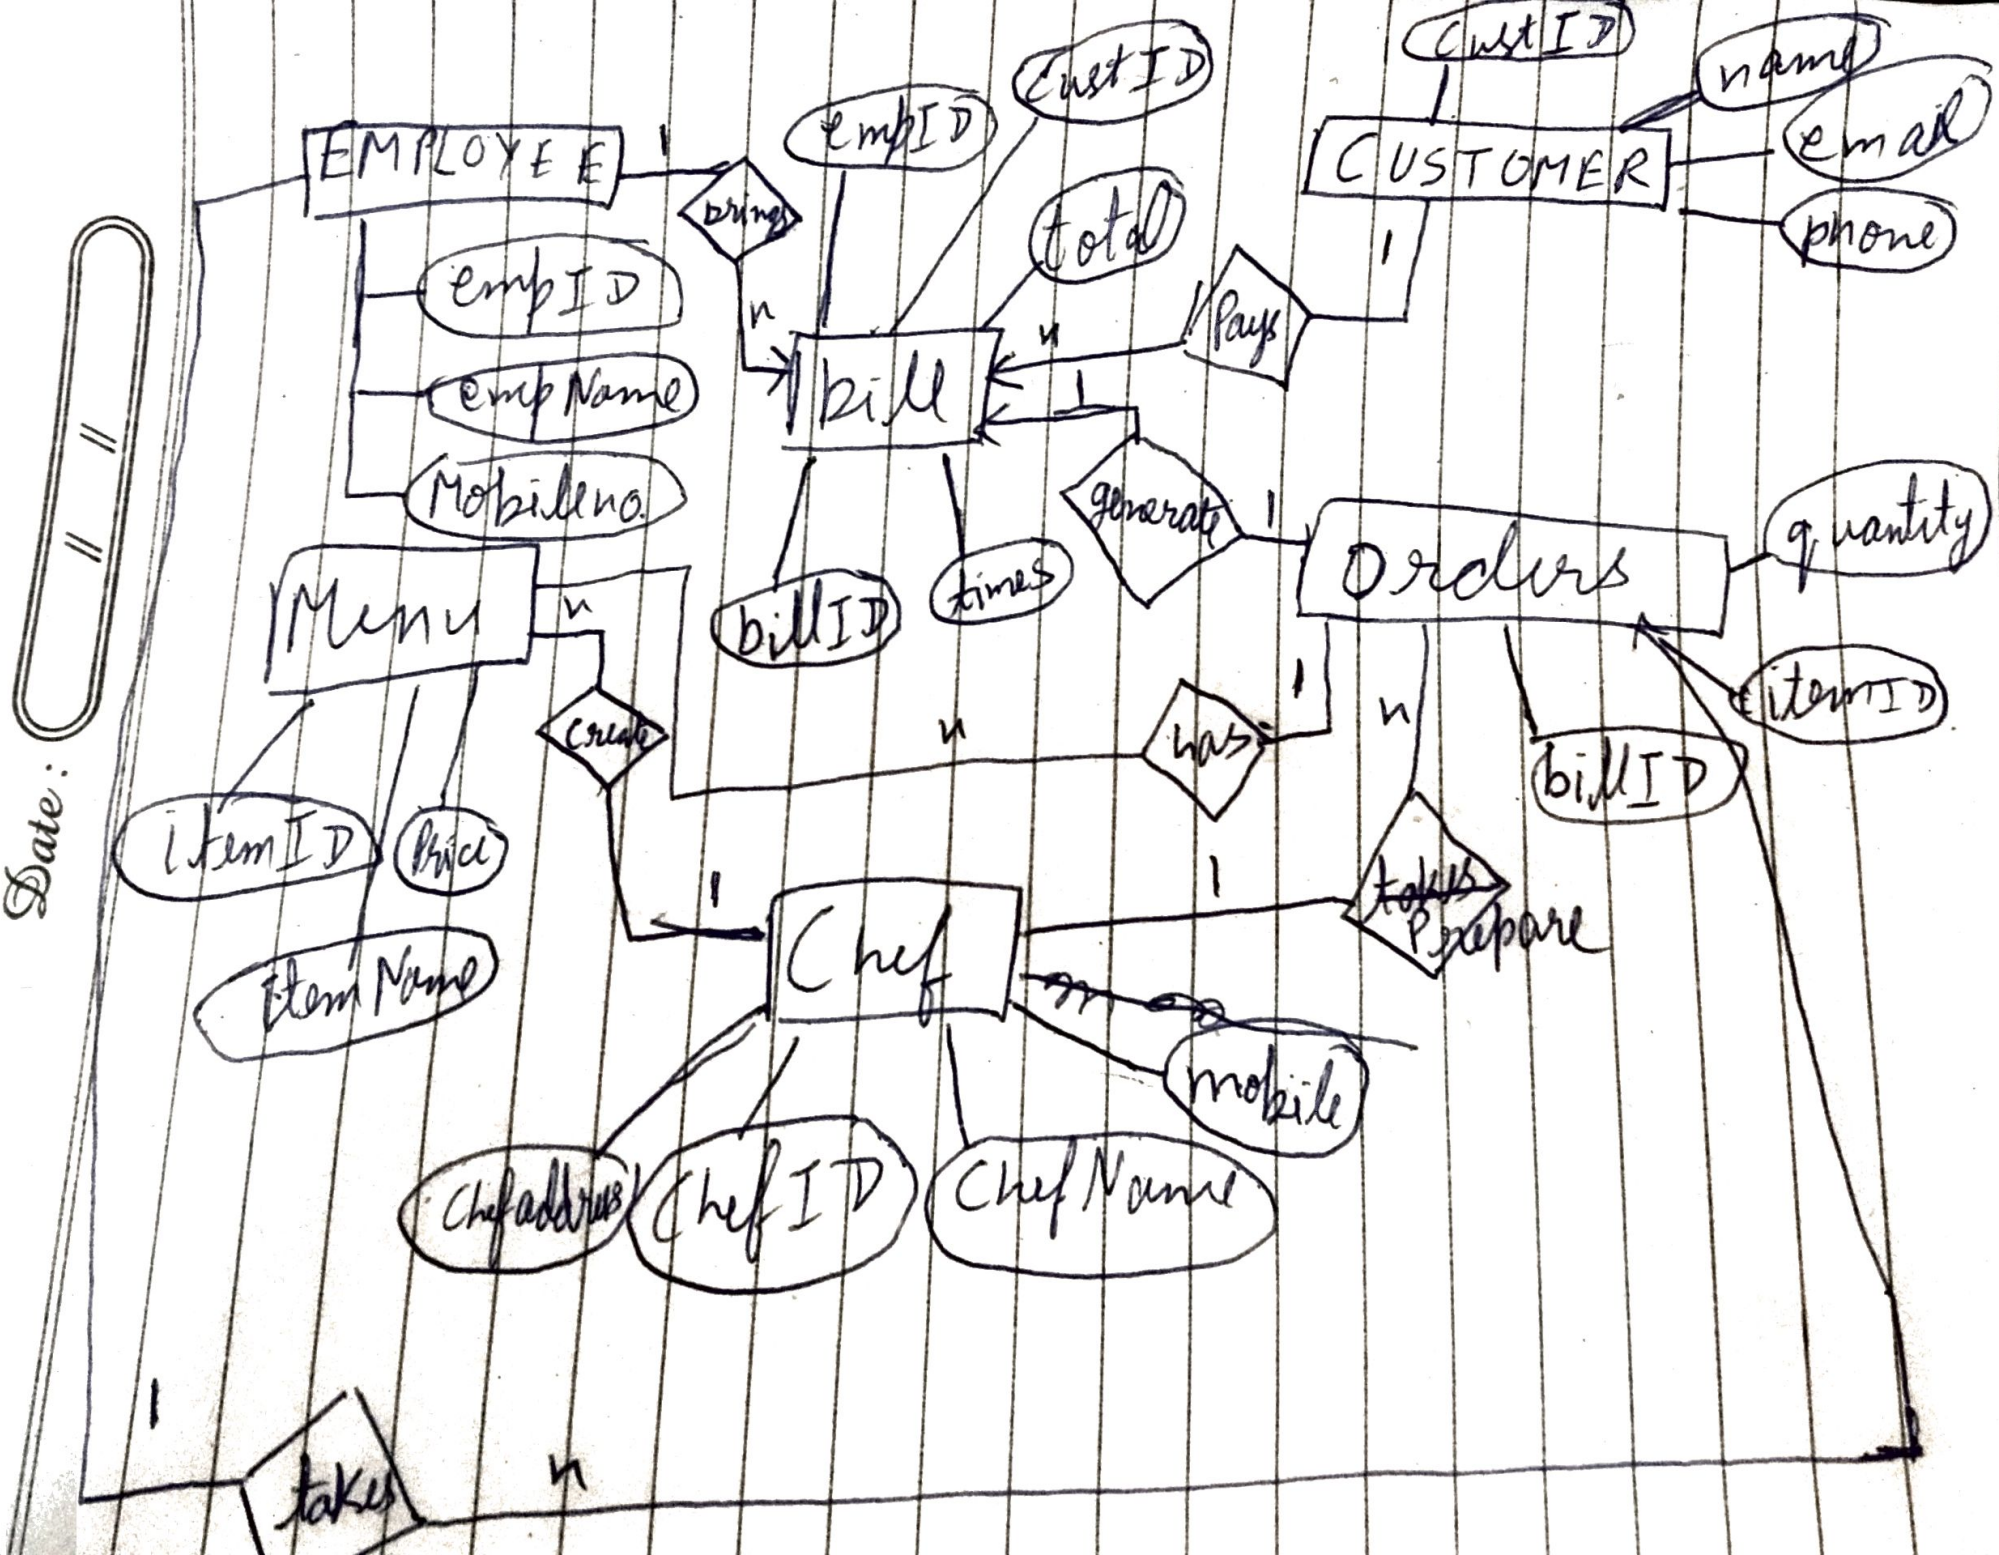 CustID
name
email
phone
CUSTOMER
CustID
empID
total
EMPLOYEE
1
brings
n
empID
empName
Mobileno.
1
Pays
n
bill
1
generate
1
billID
times
Orders
quantity
itemID
billID
Menu
n
create
1
n
has
1
n
itemID
Price
ItemName
Chef
1
takes
Prepare
mobile
Chefaddress
ChefID
ChefName
1
takes
n
Date: